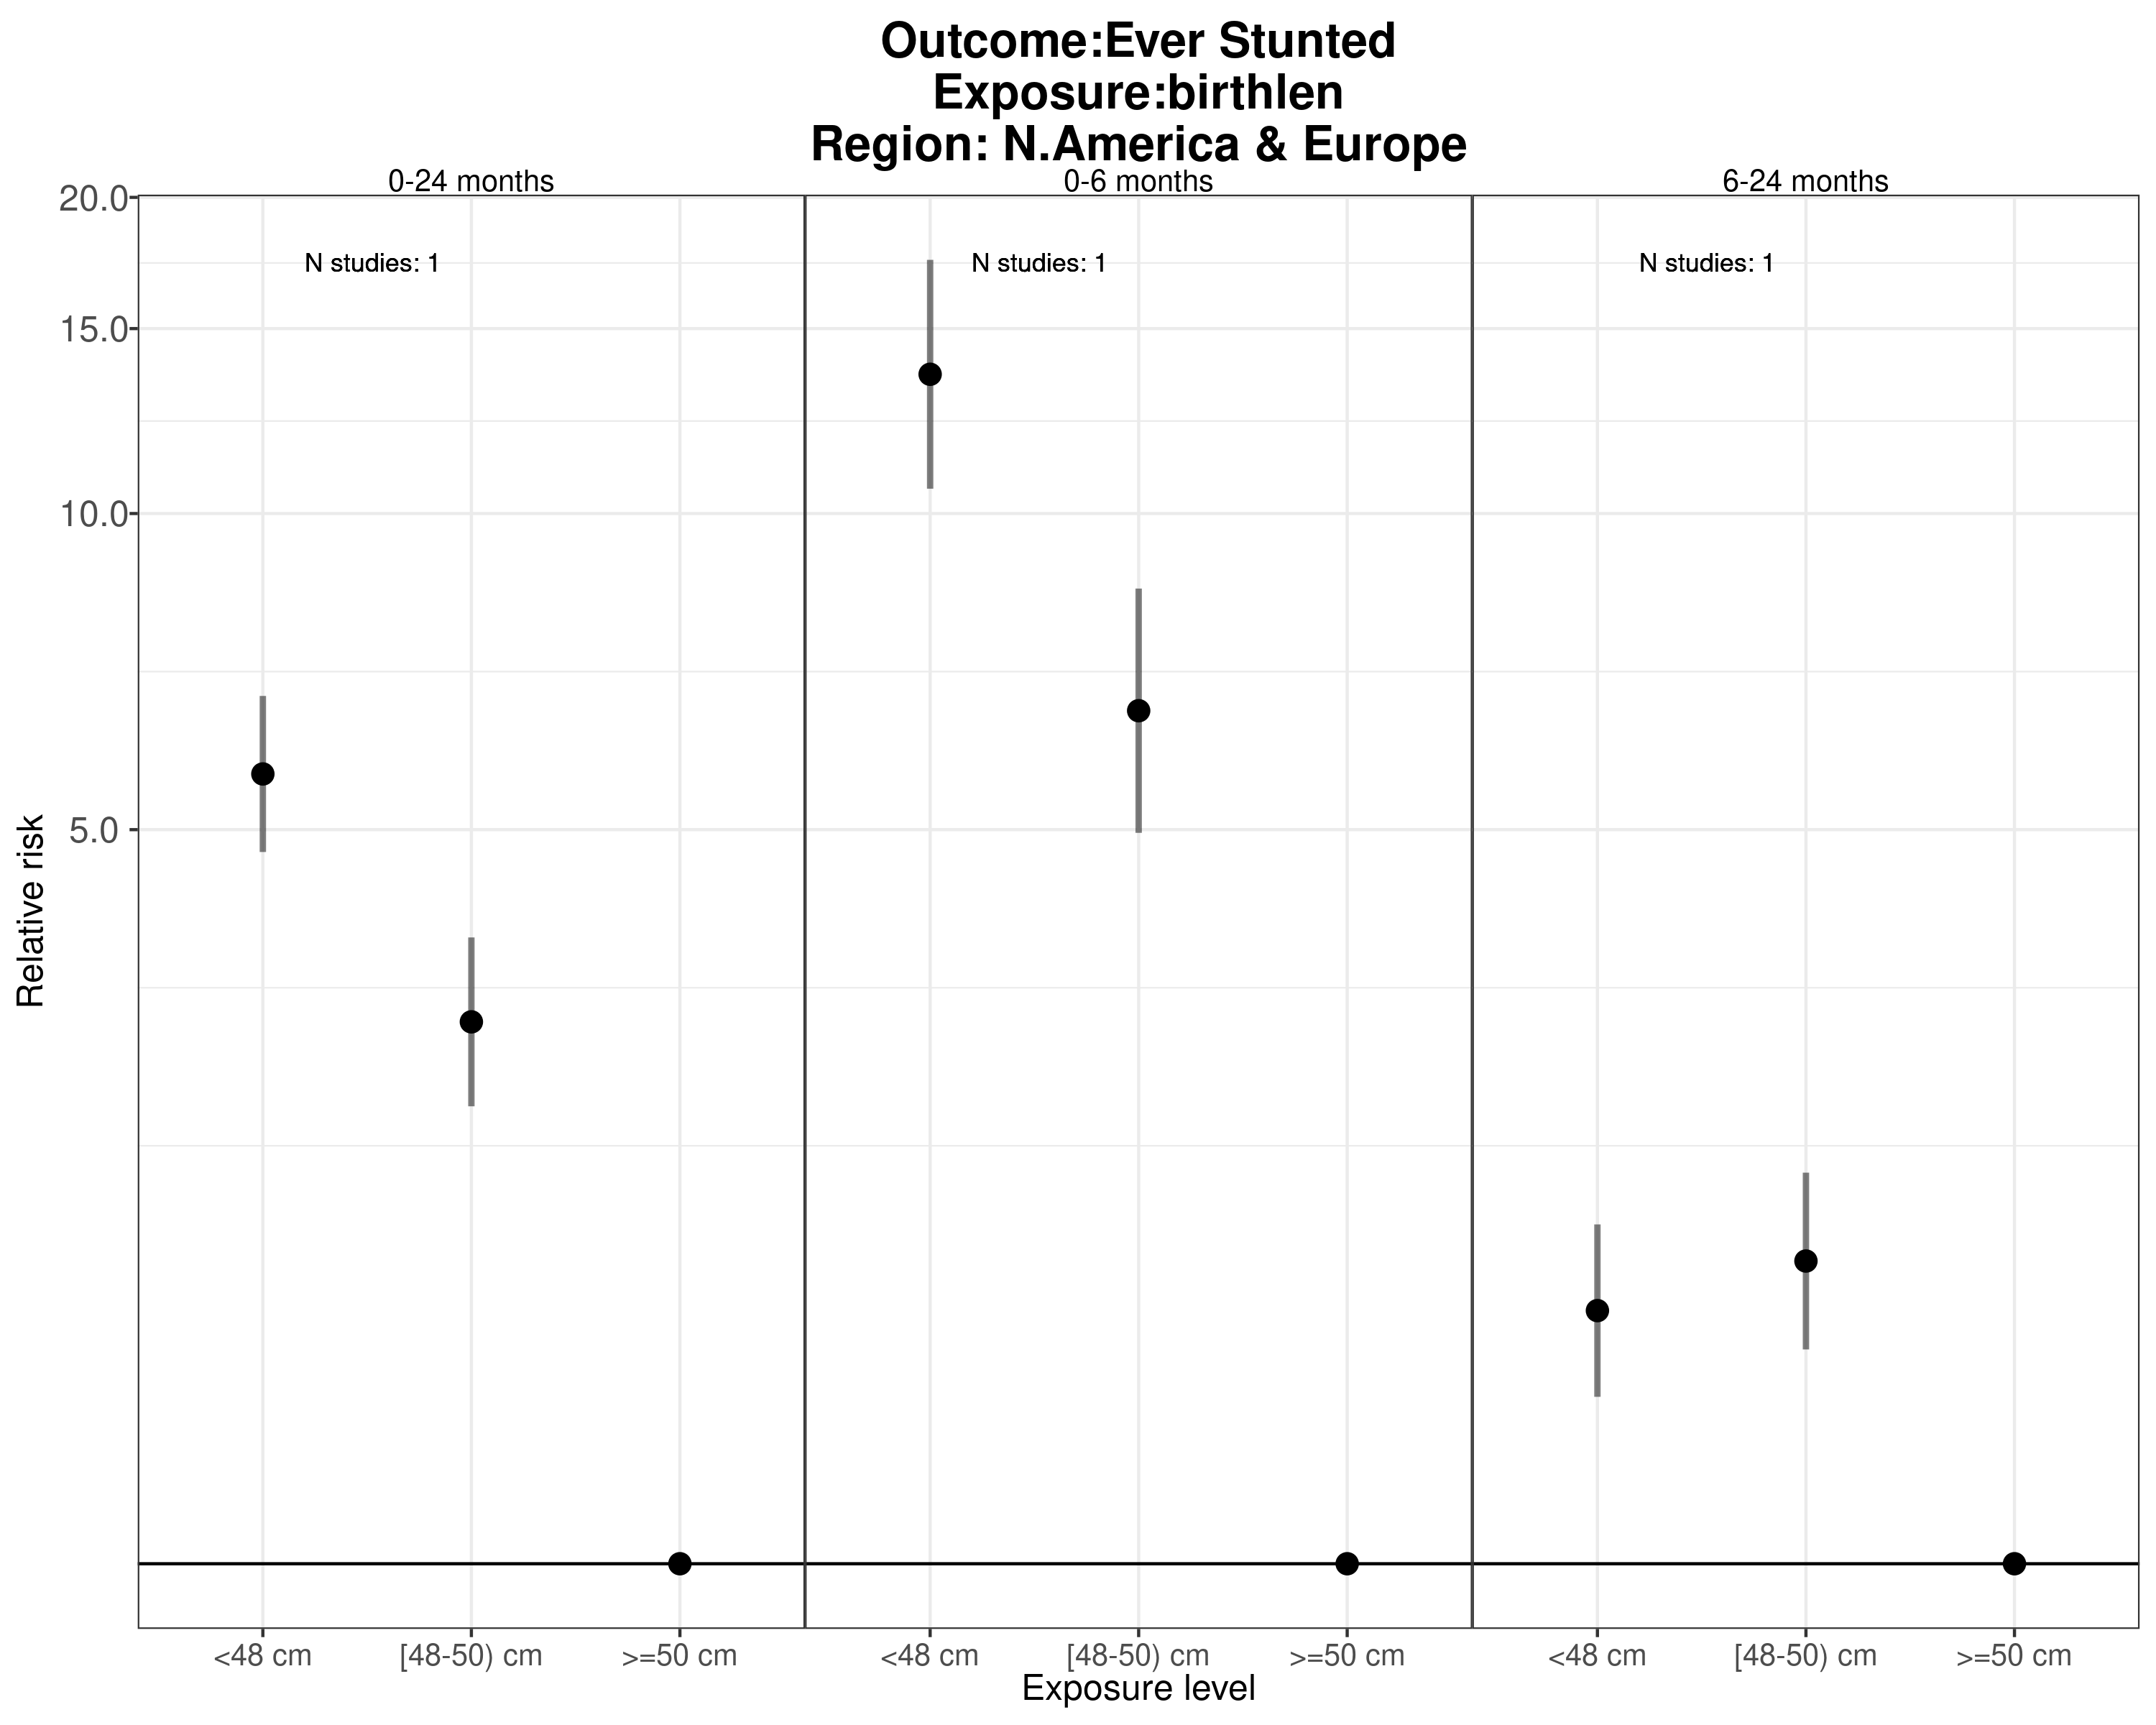 Outcome:Ever Stunted
Exposure:birthlen
Region: N.America & Europe
0-24 months
0-6 months
6-24 months
N studies: 1
N studies: 1
N studies: 1
20.0
15.0
10.0
5.0
Relative risk
<48 cm
[48-50) cm
>=50 cm
<48 cm
[48-50) cm
>=50 cm
<48 cm
[48-50) cm
>=50 cm
Exposure level